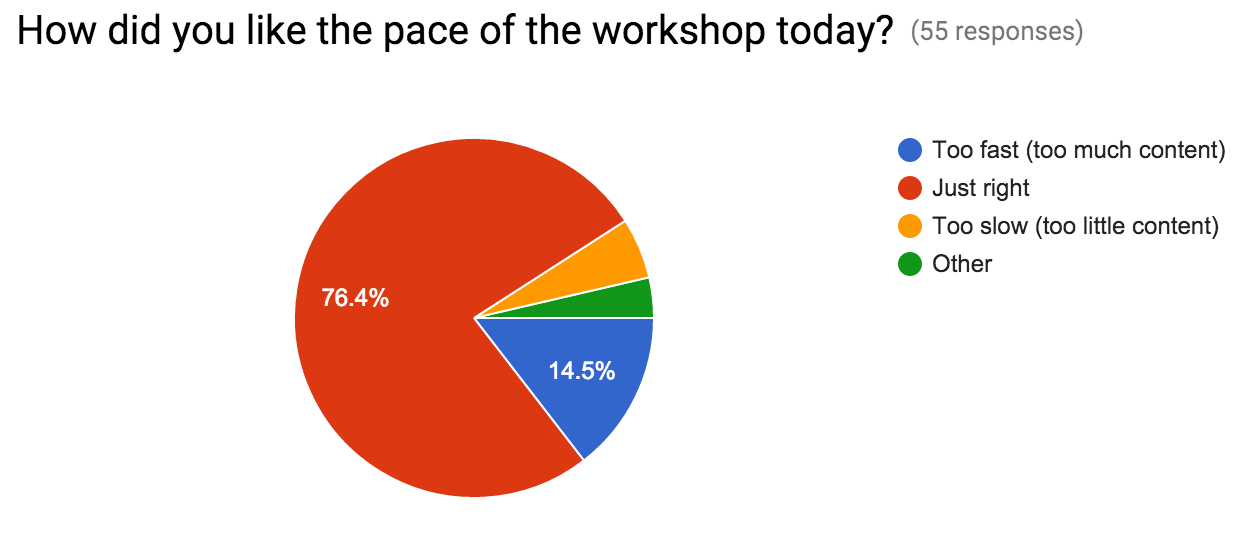 How did you like the pace of the workshop today? (55 responses)
Too fast (too much content)
Just right
Too slow (too little content)
Other
76.4%
14.5%